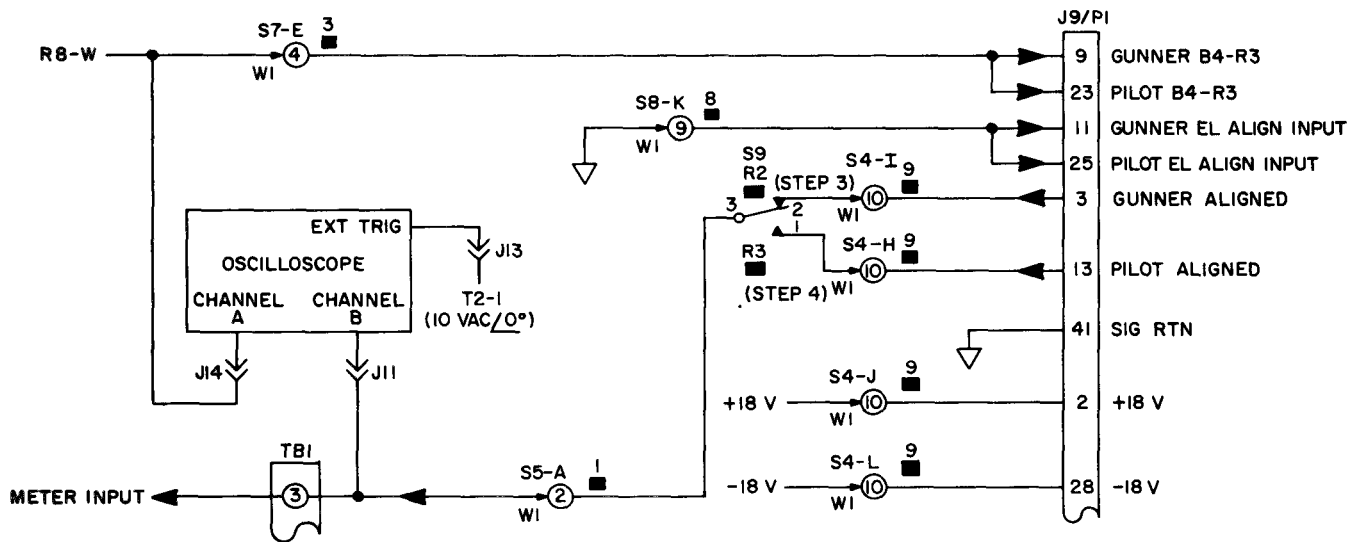 J9/P1
R8-W
S7-E
3
4
W1
9
GUNNER B4-R3
23
PILOT B4-R3
S8-K
8
9
W1
11
GUNNER EL ALIGN INPUT
25
PILOT EL ALIGN INPUT
S9
R2
(STEP 3)
3
2
1
S4-I
9
10
W1
3
GUNNER ALIGNED
R3
(STEP 4)
S4-H
9
10
W1
13
PILOT ALIGNED
EXT TRIG
J13
OSCILLOSCOPE
T2-1
(10 VAC/0°)
CHANNEL
A
CHANNEL
B
J14
J11
41
SIG RTN
+18 V
S4-J
9
10
W1
2
+18 V
TB1
METER INPUT
3
S5-A
1
2
W1
-18 V
S4-L
9
10
W1
28
-18 V